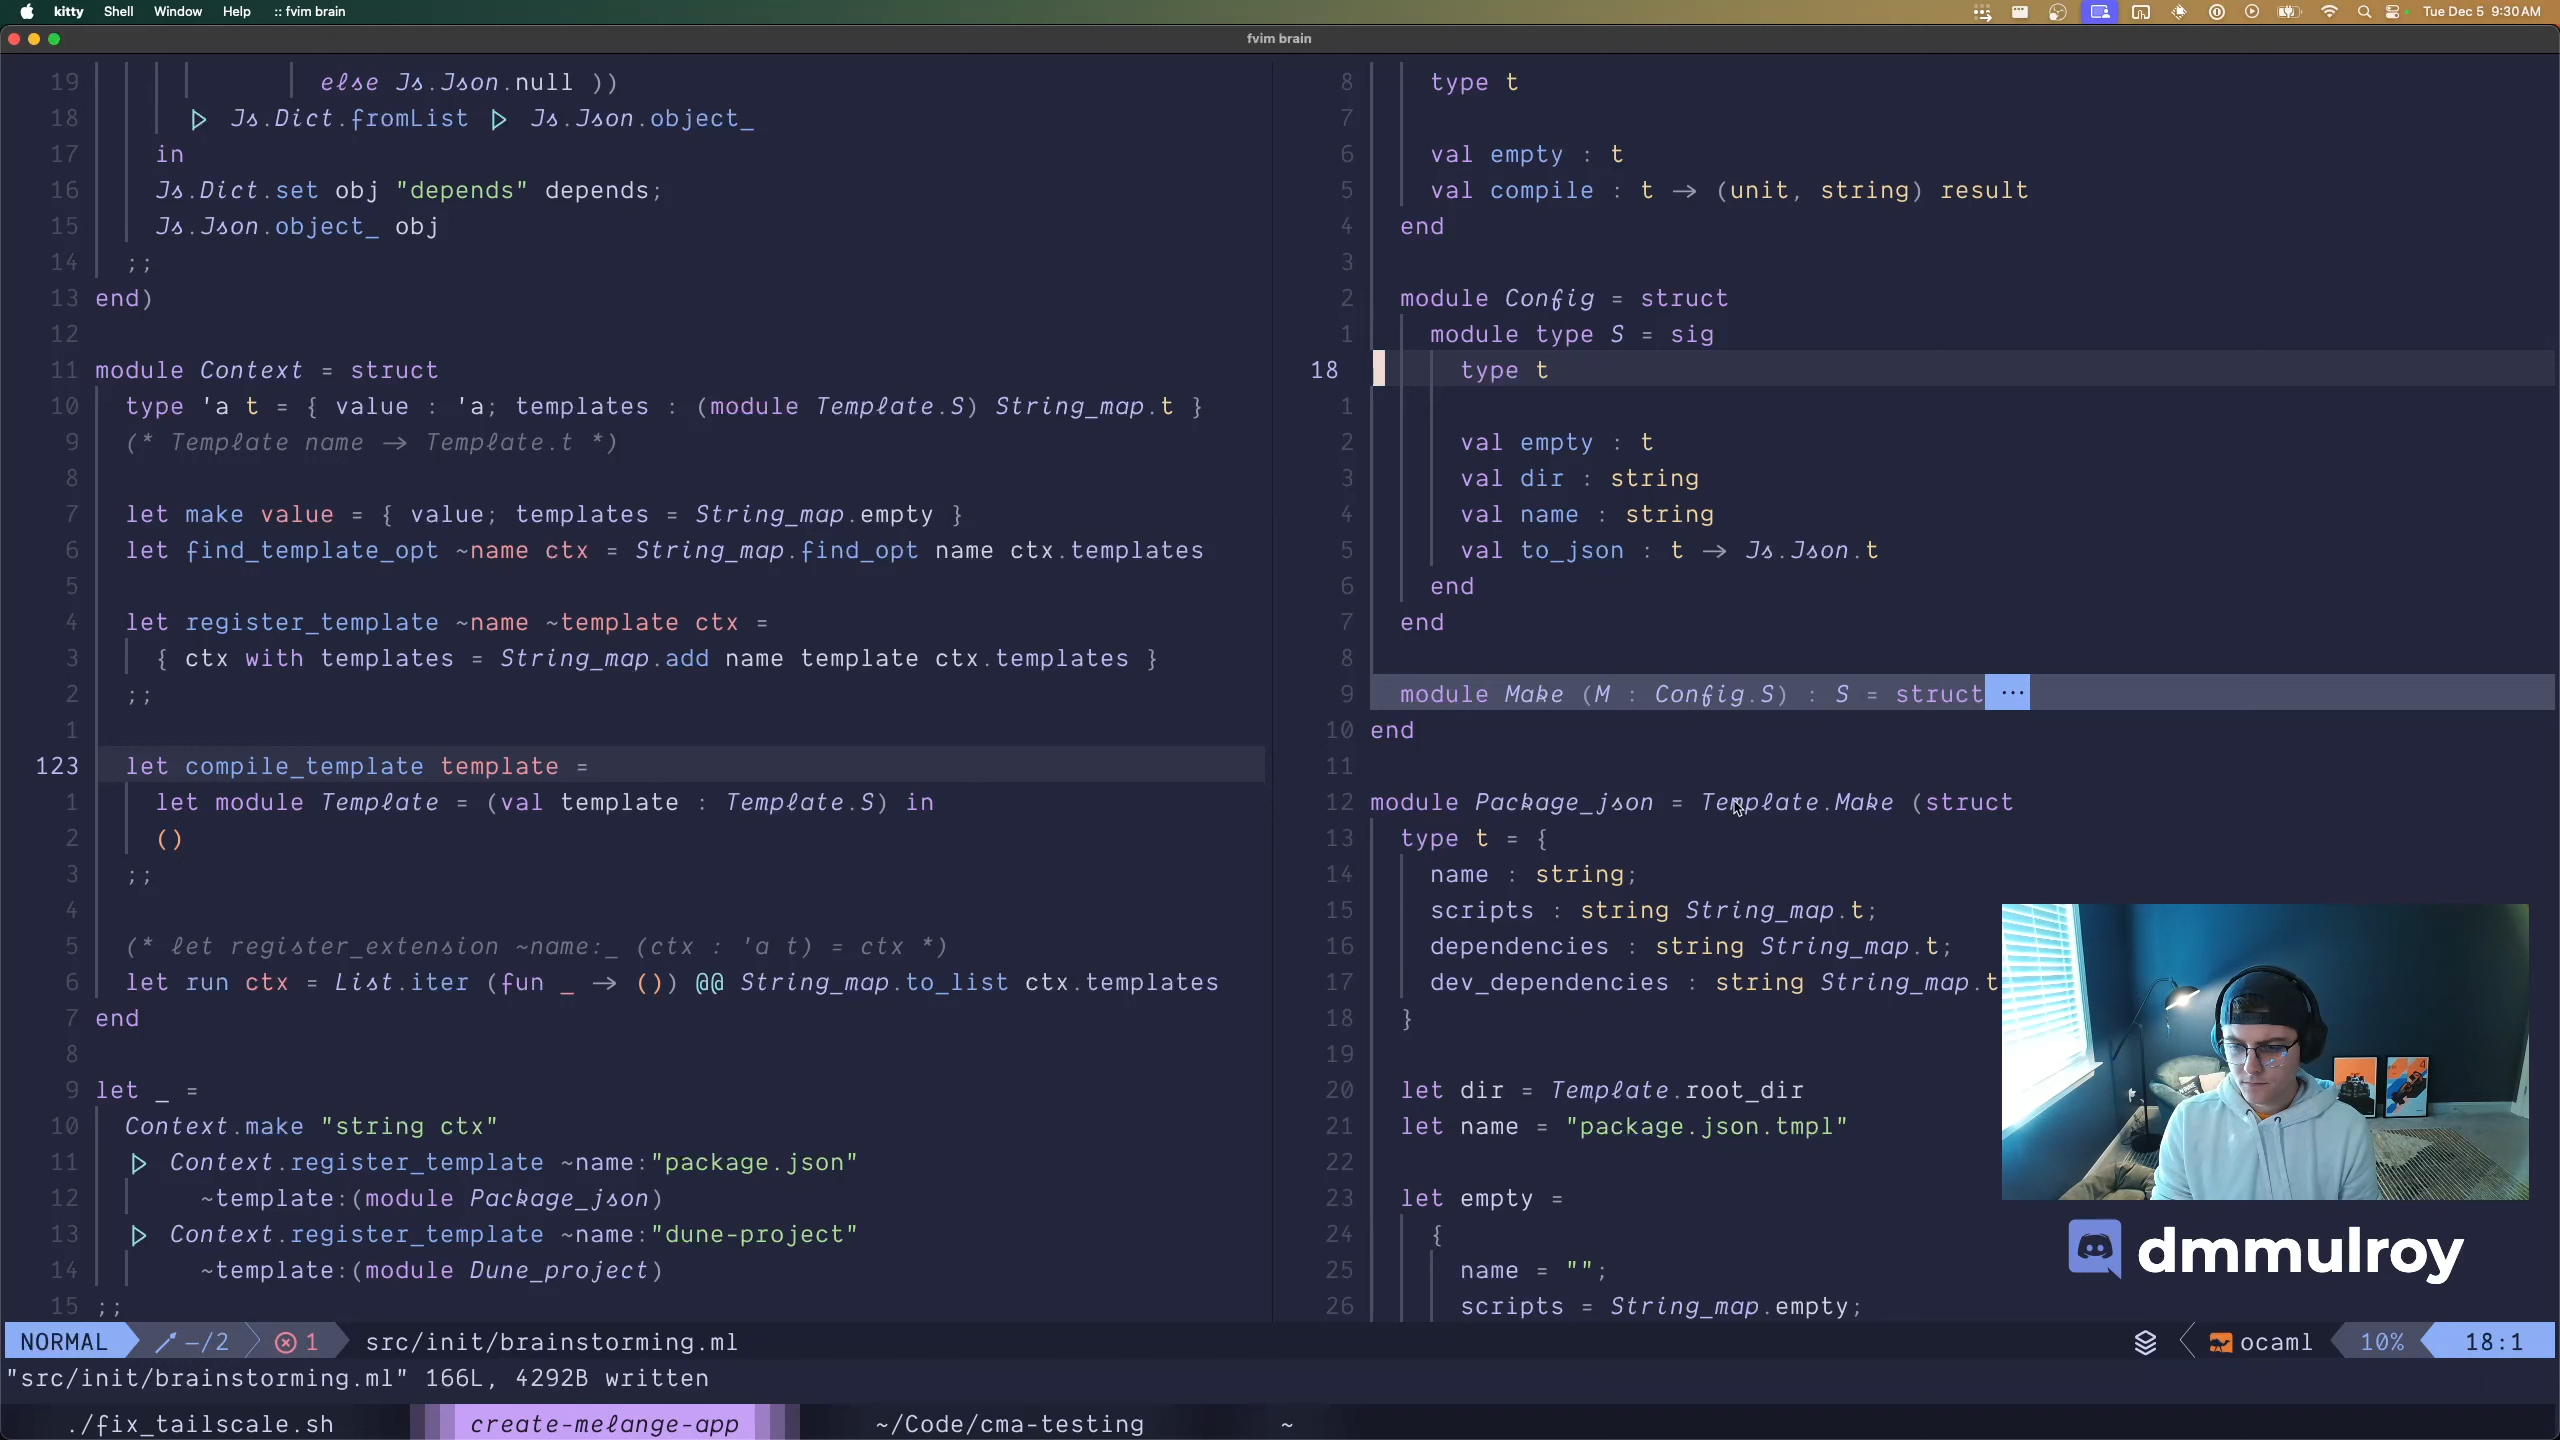 kitty Shell Window Help :: fvim brain
Tue Dec 5 9:30 AM
fvim brain
19 else Js.Json.null ))
18 ▷ Js.Dict.fromList ▷ Js.Json.object_
17 in
16 Js.Dict.set obj "depends" depends;
15 Js.Json.object_ obj
14 ;;
13 end)
12
11 module Context = struct
10 type 'a t = { value : 'a; templates : (module Template.S) String_map.t }
9 (* Template name → Template.t *)
8
7 let make value = { value; templates = String_map.empty }
6 let find_template_opt ~name ctx = String_map.find_opt name ctx.templates
5
4 let register_template ~name ~template ctx =
3 { ctx with templates = String_map.add name template ctx.templates }
2 ;;
1
123 let compile_template template =
1 let module Template = (val template : Template.S) in
2 ()
3 ;;
4
5 (* let register_extension ~name:_ (ctx : 'a t) = ctx *)
6 let run ctx = List.iter (fun _ → ()) @@ String_map.to_list ctx.templates
7 end
8
9 let _ =
10 Context.make "string ctx"
11 ▷ Context.register_template ~name:"package.json"
12 ~template:(module Package_json)
13 ▷ Context.register_template ~name:"dune-project"
14 ~template:(module Dune_project)
15 ;;
8 type t
7
6 val empty : t
5 val compile : t → (unit, string) result
4 end
3
2 module Config = struct
1 module type S = sig
18 type t
1
2 val empty : t
3 val dir : string
4 val name : string
5 val to_json : t → Js.Json.t
6 end
7 end
8
9 module Make (M : Config.S) : S = struct ···
10 end
11
12 module Package_json = Template.Make (struct
13 type t = {
14 name : string;
15 scripts : string String_map.t;
16 dependencies : string String_map.t;
17 dev_dependencies : string String_map.t
18 }
19
20 let dir = Template.root_dir
21 let name = "package.json.tmpl"
22
23 let empty =
24 {
25 name = "";
26 scripts = String_map.empty;
dmmulroy
NORMAL −/2 1 src/init/brainstorming.ml ocaml 10% 18:1
"src/init/brainstorming.ml" 166L, 4292B written
./fix_tailscale.sh create-melange-app ~/Code/cma-testing ~